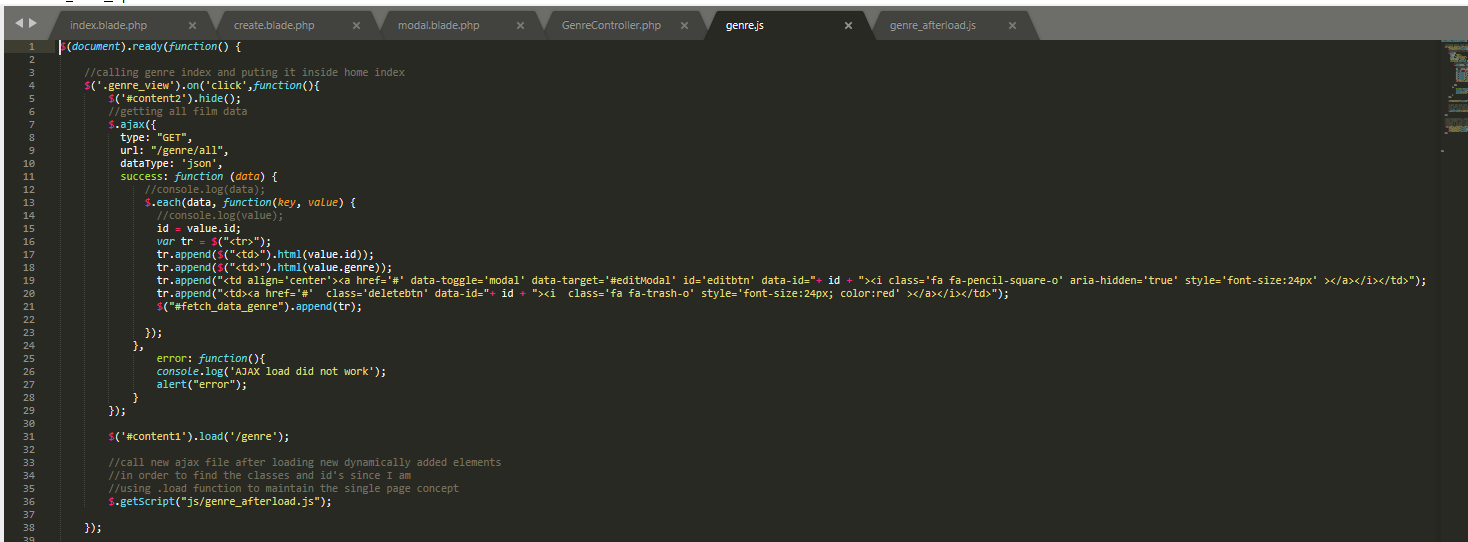 index.blade.php × create.blade.php × modal.blade.php × GenreController.php × genre.js × genre_afterload.js ×
1 $(document).ready(function() {
2
3 //calling genre index and puting it inside home index
4 $('.genre_view').on('click',function(){
5 $('#content2').hide();
6 //getting all film data
7 $.ajax({
8 type: "GET",
9 url: "/genre/all",
10 dataType: 'json',
11 success: function (data) {
12 //console.log(data);
13 $.each(data, function(key, value) {
14 //console.log(value);
15 id = value.id;
16 var tr = $("<tr>");
17 tr.append($("<td>").html(value.id));
18 tr.append($("<td>").html(value.genre));
19 tr.append("<td align='center'><a href='#' data-toggle='modal' data-target='#editModal' id='editbtn' data-id="+ id + "><i class='fa fa-pencil-square-o' aria-hidden='true' style='font-size:24px' ></a></i></td>");
20 tr.append("<td><a href='#'  class='deletebtn' data-id="+ id + "><i  class='fa fa-trash-o' style='font-size:24px; color:red' ></a></i></td>");
21 $("#fetch_data_genre").append(tr);
22
23 });
24 },
25 error: function(){
26 console.log('AJAX load did not work');
27 alert("error");
28 }
29 });
30
31 $('#content1').load('/genre');
32
33 //call new ajax file after loading new dynamically added elements
34 //in order to find the classes and id's since I am
35 //using .load function to maintain the single page concept
36 $.getScript("js/genre_afterload.js");
37
38 });
39